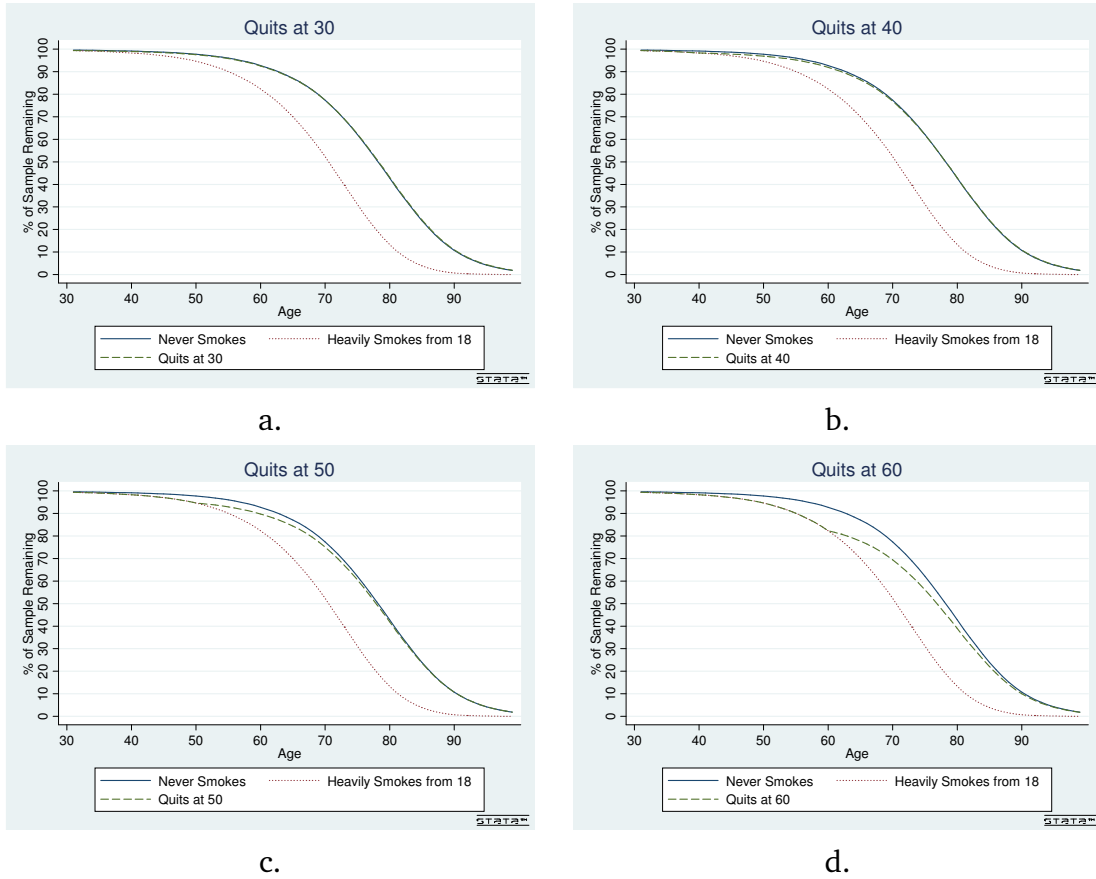 Quits at 30
% of Sample Remaining
0 10 20 30 40 50 60 70 80 90 100
30 40 50 60 70 80 90
Age
Never Smokes Heavily Smokes from 18
Quits at 30
STATA™
a.
Quits at 40
% of Sample Remaining
0 10 20 30 40 50 60 70 80 90 100
30 40 50 60 70 80 90
Age
Never Smokes Heavily Smokes from 18
Quits at 40
STATA™
b.
Quits at 50
% of Sample Remaining
0 10 20 30 40 50 60 70 80 90 100
30 40 50 60 70 80 90
Age
Never Smokes Heavily Smokes from 18
Quits at 50
STATA™
c.
Quits at 60
% of Sample Remaining
0 10 20 30 40 50 60 70 80 90 100
30 40 50 60 70 80 90
Age
Never Smokes Heavily Smokes from 18
Quits at 60
STATA™
d.